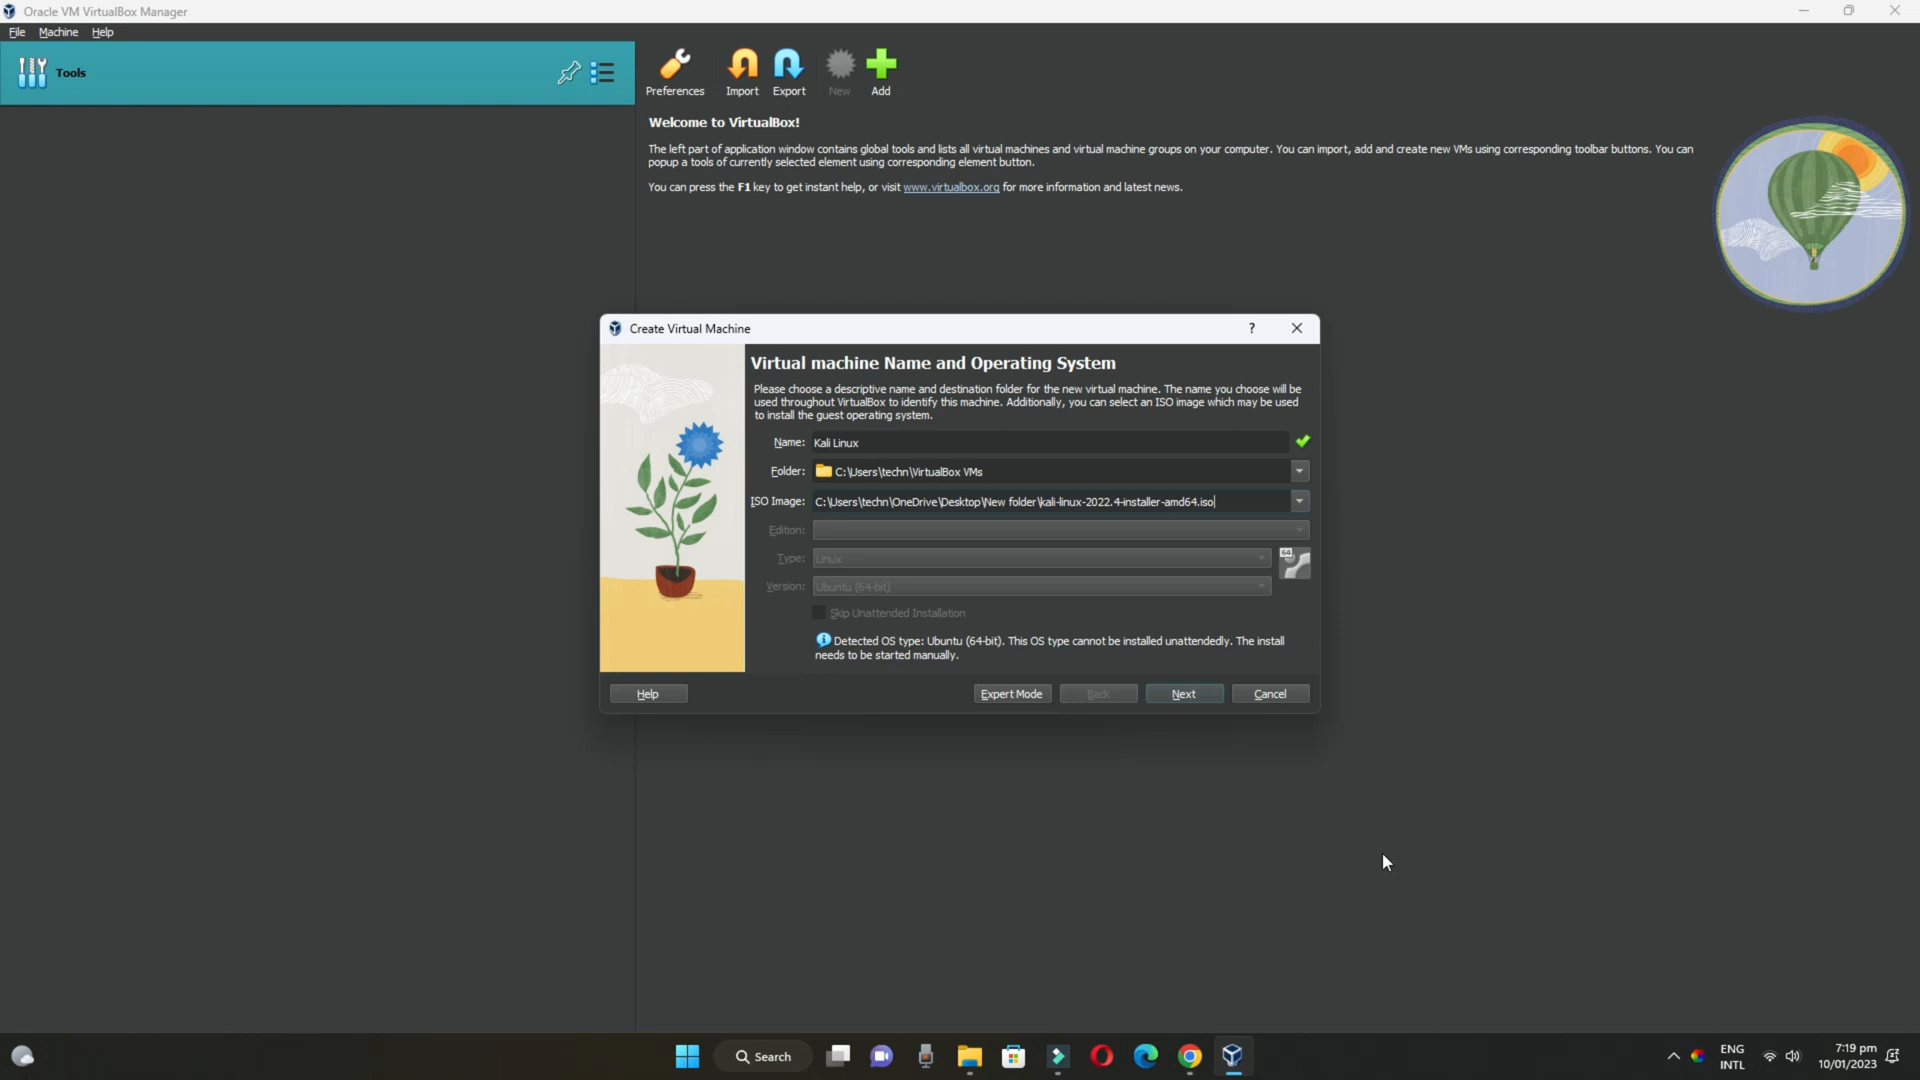 Oracle VM VirtualBox Manager
File Machine Help
Tools
Preferences Import Export New Add
Welcome to VirtualBox!
The left part of application window contains global tools and lists all virtual machines and virtual machine groups on your computer. You can import, add and create new VMs using corresponding toolbar buttons. You can
popup a tools of currently selected element using corresponding element button.
You can press the F1 key to get instant help, or visit www.virtualbox.org for more information and latest news.
Create Virtual Machine ?
Virtual machine Name and Operating System
Please choose a descriptive name and destination folder for the new virtual machine. The name you choose will be
used throughout VirtualBox to identify this machine. Additionally, you can select an ISO image which may be used
to install the guest operating system.
Name: Kali Linux
Folder: C:\Users\techn\VirtualBox VMs
ISO Image: C:\Users\techn\OneDrive\Desktop\New folder\kali-linux-2022.4-installer-amd64.iso
Edition:
Type: Linux 64
Version: Ubuntu (64-bit)
Skip Unattended Installation
Detected OS type: Ubuntu (64-bit). This OS type cannot be installed unattendedly. The install
needs to be started manually.
Help Expert Mode Back Next Cancel
Search
ENG
INTL
7:19 pm
10/01/2023